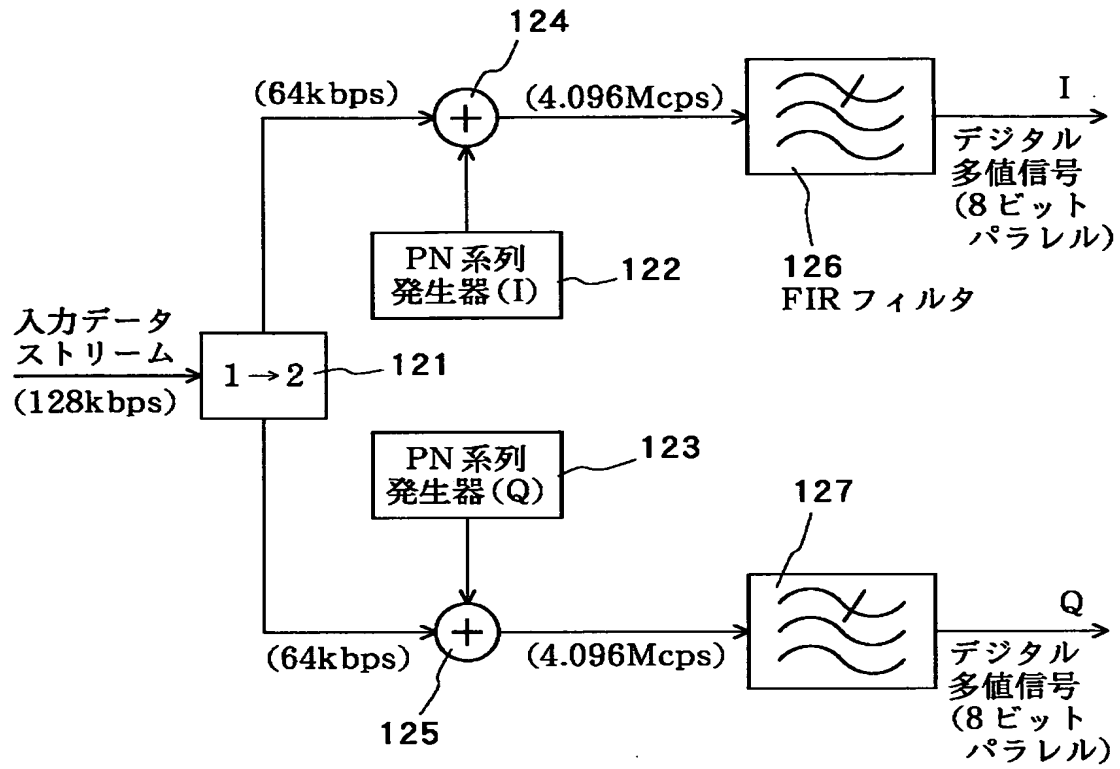 124
(64kbps)
(4.096Mcps)
I
デジタル
多値信号
(8ビット
パラレル)
PN系列
発生器(I)
122
126
FIRフィルタ
入力データ
ストリーム
(128kbps)
1→2
121
PN系列
発生器(Q)
123
127
(64kbps)
(4.096Mcps)
125
Q
デジタル
多値信号
(8ビット
パラレル)